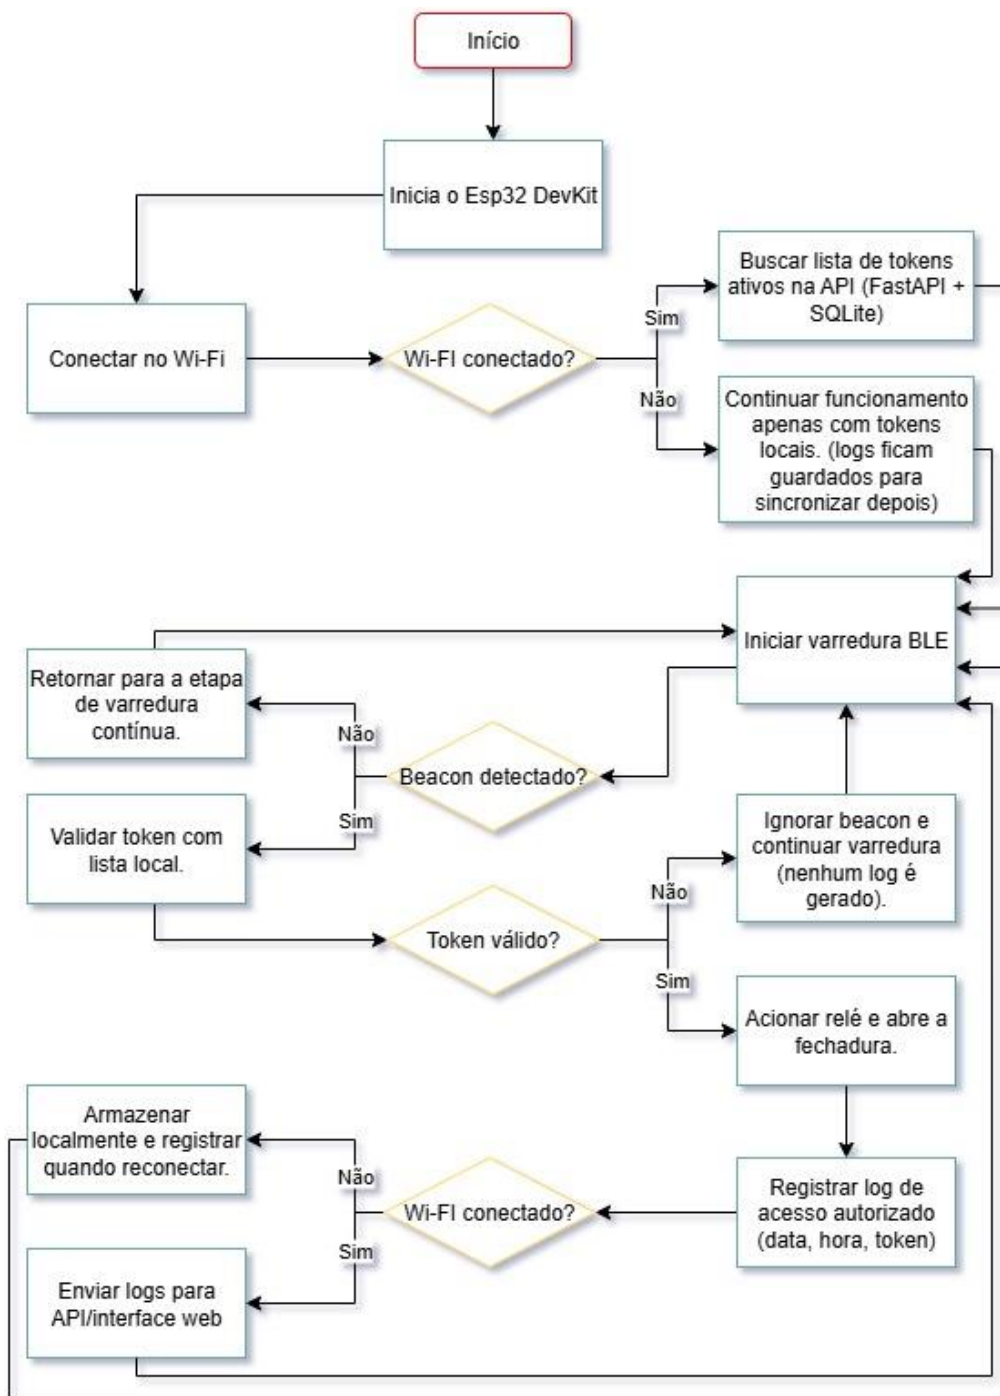 Início
Inicia o Esp32 DevKit
Buscar lista de tokens
ativos na API (FastAPI +
SQLite)
Sim
Conectar no Wi-Fi
Wi-FI conectado?
Não
Continuar funcionamento
apenas com tokens
locais. (logs ficam
guardados para
sincronizar depois)
Iniciar varredura BLE
Retornar para a etapa
de varredura
contínua.
Não
Beacon detectado?
Sim
Validar token com
lista local.
Ignorar beacon e
continuar varredura
(nenhum log é
gerado).
Não
Token válido?
Sim
Acionar relé e abre a
fechadura.
Armazenar
localmente e registrar
quando reconectar.
Não
Wi-FI conectado?
Registrar log de
acesso autorizado
(data, hora, token)
Sim
Enviar logs para
API/interface web